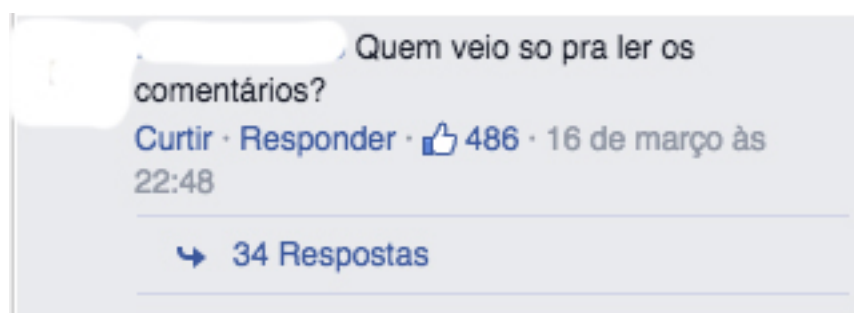 Quem veio so pra ler os
comentários?
Curtir · Responder · 486 · 16 de março às
22:48
34 Respostas